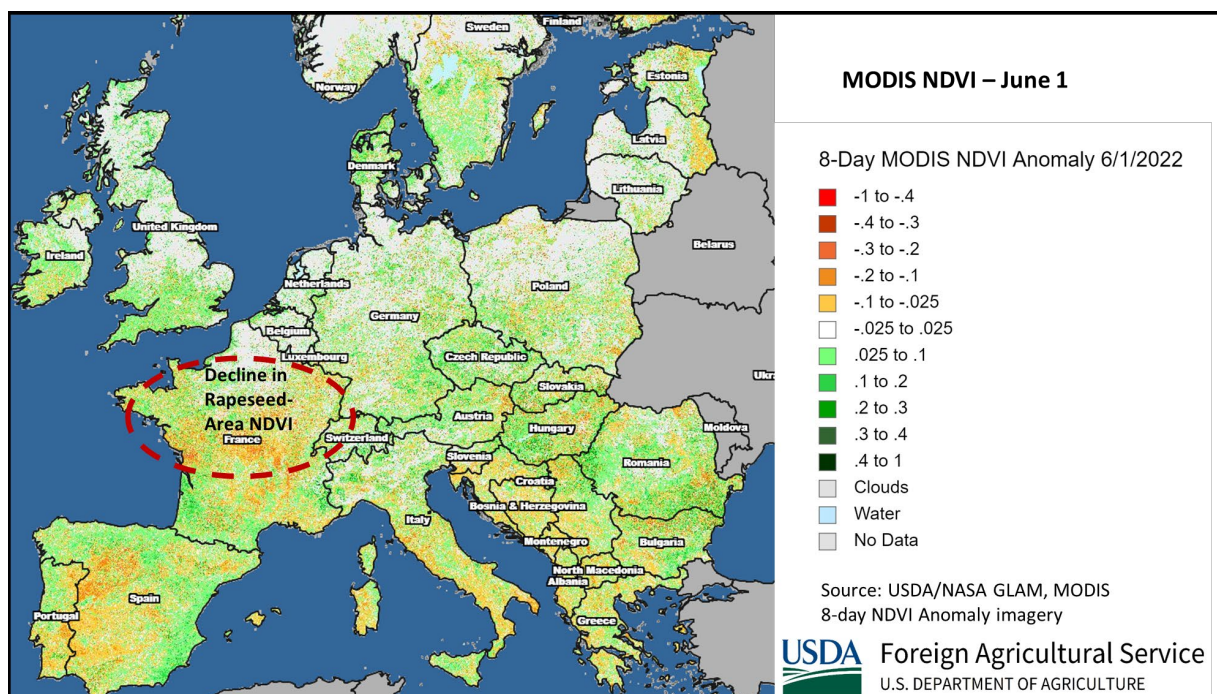 Sweden
Finland
Norway
Estonia
Latvia
Denmark
Lithuania
United Kingdom
Ireland
Belarus
Netherlands
Poland
Germany
Belgium
Luxembourg
Czech Republic
Ukra
Decline in
Rapeseed-
Area NDVI
Slovakia
Austria
France
Switzerland
Hungary
Moldova
Slovenia
Romania
Croatia
Bosnia & Herzegovina
Italy
Montenegro
Bulgaria
North Macedonia
Albania
Spain
Portugal
Greece
MODIS NDVI – June 1
8-Day MODIS NDVI Anomaly 6/1/2022
-1 to -.4
-.4 to -.3
-.3 to -.2
-.2 to -.1
-.1 to -.025
-.025 to .025
.025 to .1
.1 to .2
.2 to .3
.3 to .4
.4 to 1
Clouds
Water
No Data
Source: USDA/NASA GLAM, MODIS
8-day NDVI Anomaly imagery
USDA Foreign Agricultural Service
U.S. DEPARTMENT OF AGRICULTURE